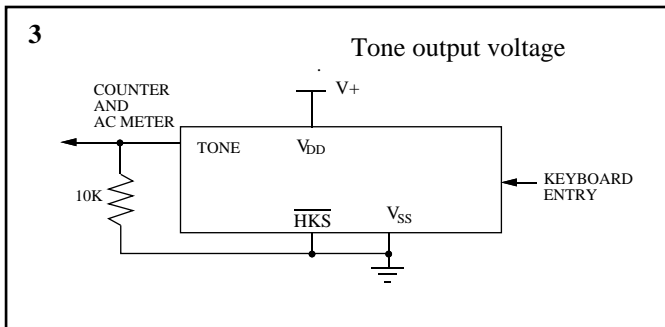 3
Tone output voltage
V+
COUNTER
AND
AC METER
TONE
VDD
KEYBOARD
ENTRY
10K
HKS
VSS